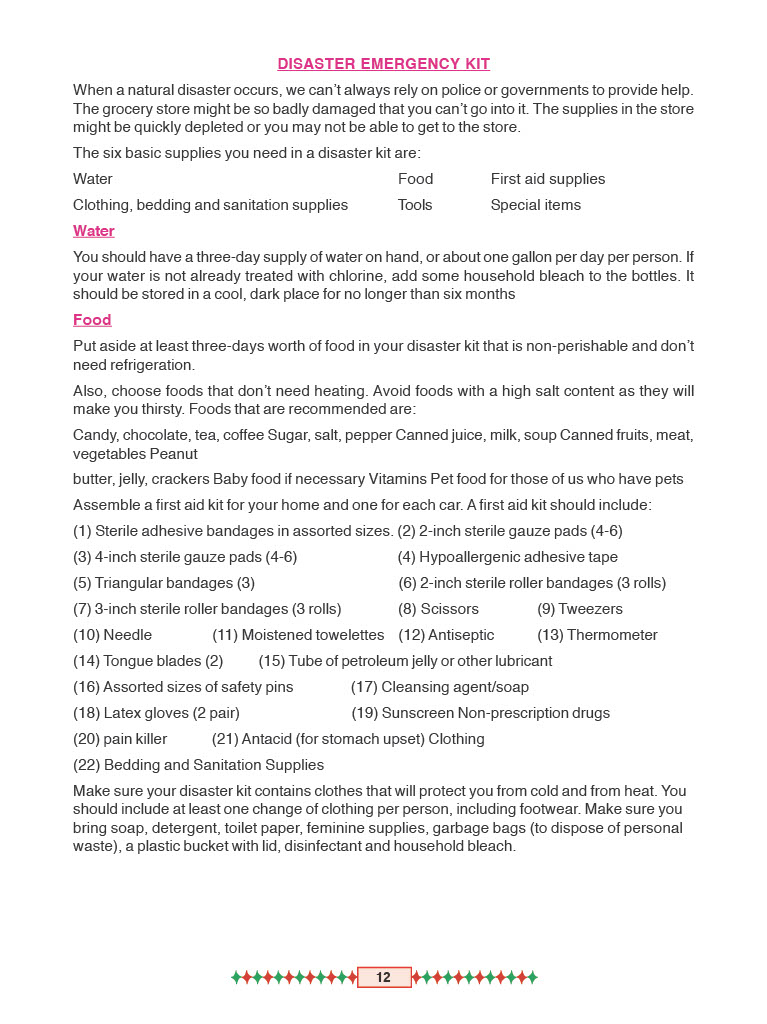 DISASTER EMERGENCY KIT
When a natural disaster occurs, we can't always rely on police or governments to provide help.
The grocery store might be so badly damaged that you can't go into it. The supplies in the store
might be quickly depleted or you may not be able to get to the store.
The six basic supplies you need in a disaster kit are:
Water Food First aid supplies
Clothing, bedding and sanitation supplies Tools Special items
Water
You should have a three-day supply of water on hand, or about one gallon per day per person. If
your water is not already treated with chlorine, add some household bleach to the bottles. It
should be stored in a cool, dark place for no longer than six months
Food
Put aside at least three-days worth of food in your disaster kit that is non-perishable and don't
need refrigeration.
Also, choose foods that don't need heating. Avoid foods with a high salt content as they will
make you thirsty. Foods that are recommended are:
Candy, chocolate, tea, coffee Sugar, salt, pepper Canned juice, milk, soup Canned fruits, meat,
vegetables Peanut
butter, jelly, crackers Baby food if necessary Vitamins Pet food for those of us who have pets
Assemble a first aid kit for your home and one for each car. A first aid kit should include:
(1) Sterile adhesive bandages in assorted sizes. (2) 2-inch sterile gauze pads (4-6)
(3) 4-inch sterile gauze pads (4-6) (4) Hypoallergenic adhesive tape
(5) Triangular bandages (3) (6) 2-inch sterile roller bandages (3 rolls)
(7) 3-inch sterile roller bandages (3 rolls) (8) Scissors (9) Tweezers
(10) Needle (11) Moistened towelettes (12) Antiseptic (13) Thermometer
(14) Tongue blades (2) (15) Tube of petroleum jelly or other lubricant
(16) Assorted sizes of safety pins (17) Cleansing agent/soap
(18) Latex gloves (2 pair) (19) Sunscreen Non-prescription drugs
(20) pain killer (21) Antacid (for stomach upset) Clothing
(22) Bedding and Sanitation Supplies
Make sure your disaster kit contains clothes that will protect you from cold and from heat. You
should include at least one change of clothing per person, including footwear. Make sure you
bring soap, detergent, toilet paper, feminine supplies, garbage bags (to dispose of personal
waste), a plastic bucket with lid, disinfectant and household bleach.
12